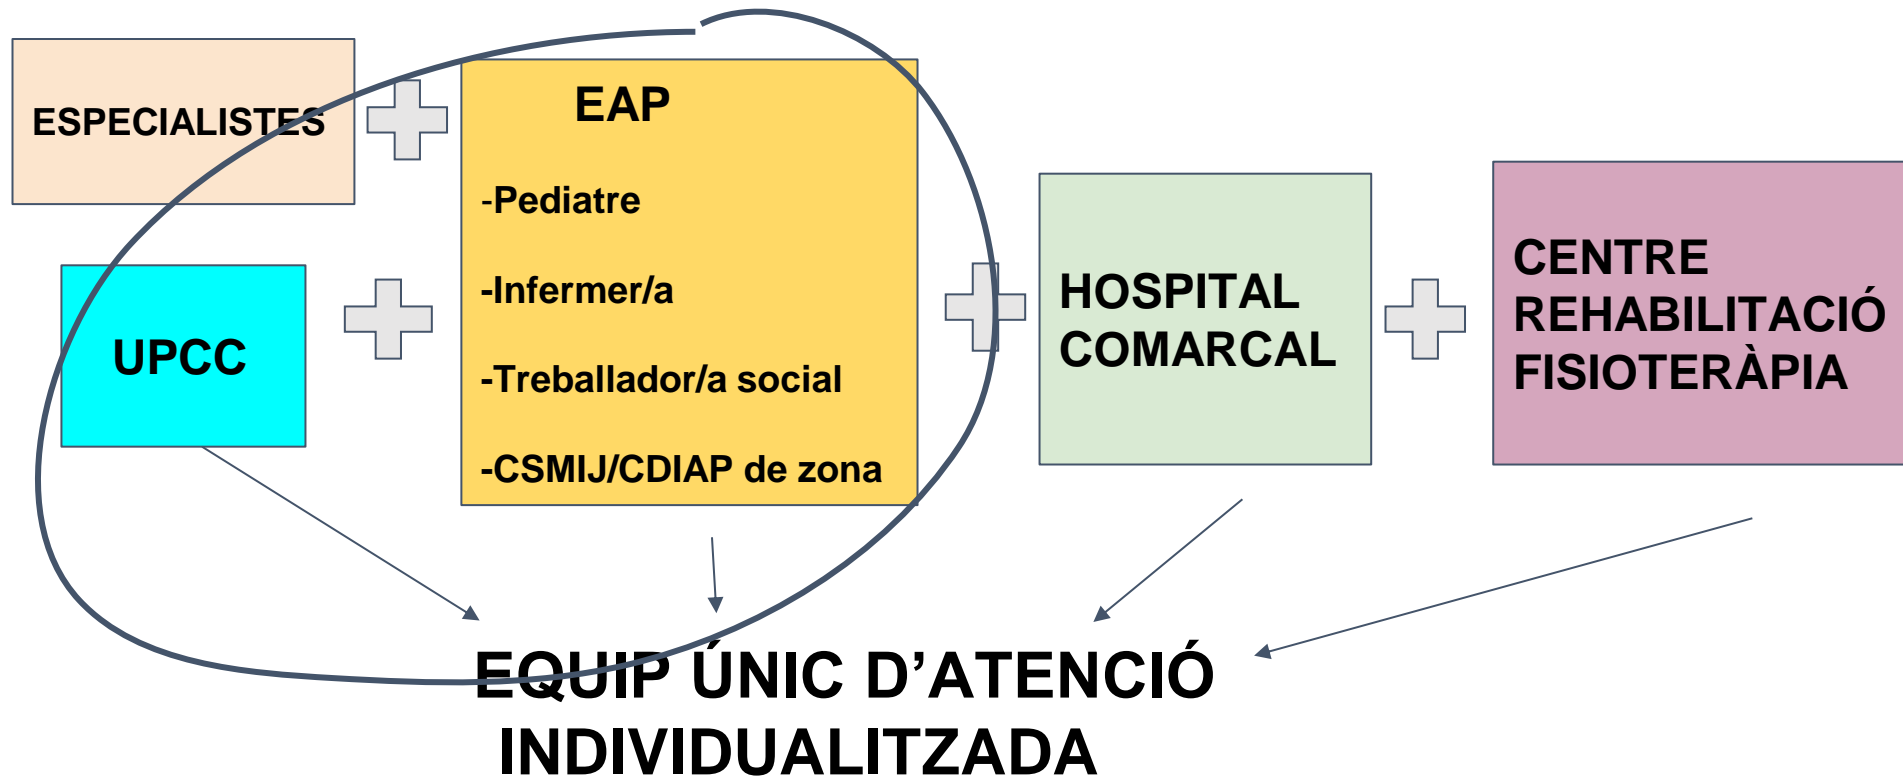 ESPECIALISTES
EAP
-Pediatre
-Infermer/a
-Treballador/a social
-CSMIJ/CDIAP de zona
UPCC
HOSPITAL
COMARCAL
CENTRE
REHABILITACIÓ
FISIOTERÀPIA
EQUIP ÚNIC D’ATENCIÓ
INDIVIDUALITZADA